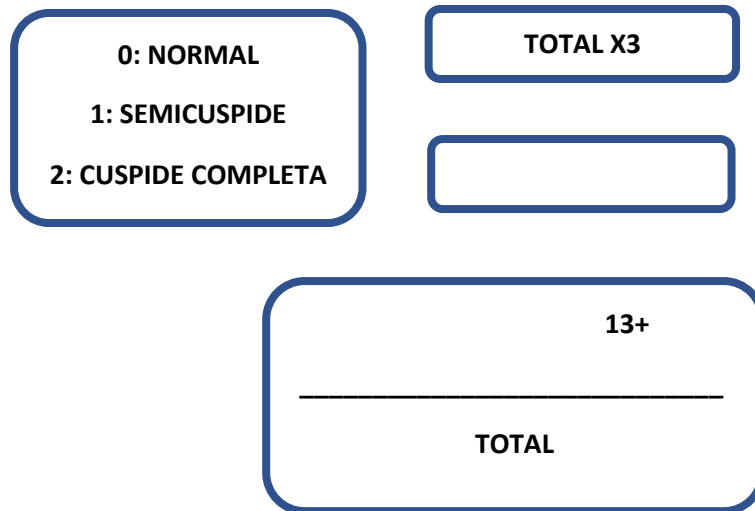 0: NORMAL
1: SEMICUSPIDE
2: CUSPIDE COMPLETA
TOTAL X3
13+
TOTAL